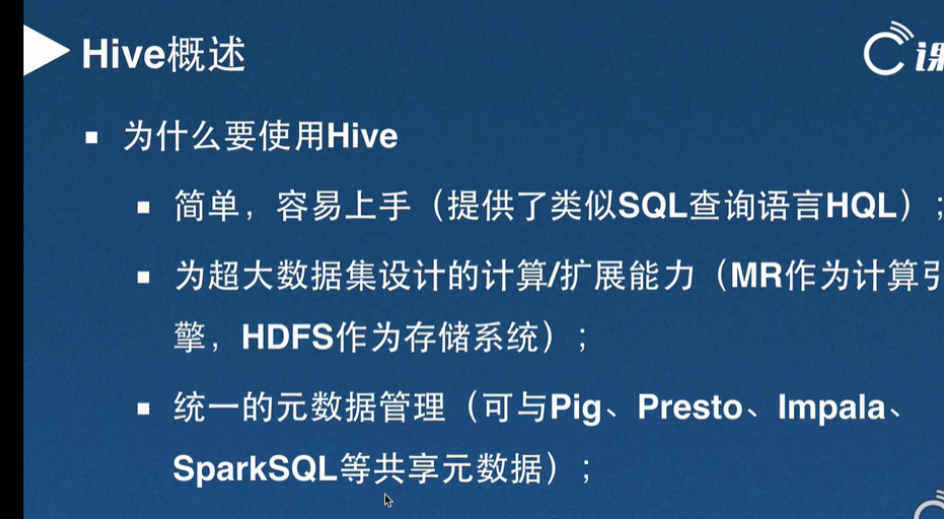 Hive概述
课
为什么要使用Hive
简单，容易上手（提供了类似SQL查询语言HQL）；
为超大数据集设计的计算/扩展能力（MR作为计算引
擎，HDFS作为存储系统）；
统一的元数据管理（可与Pig、Presto、Impala、
SparkSQL等共享元数据）；